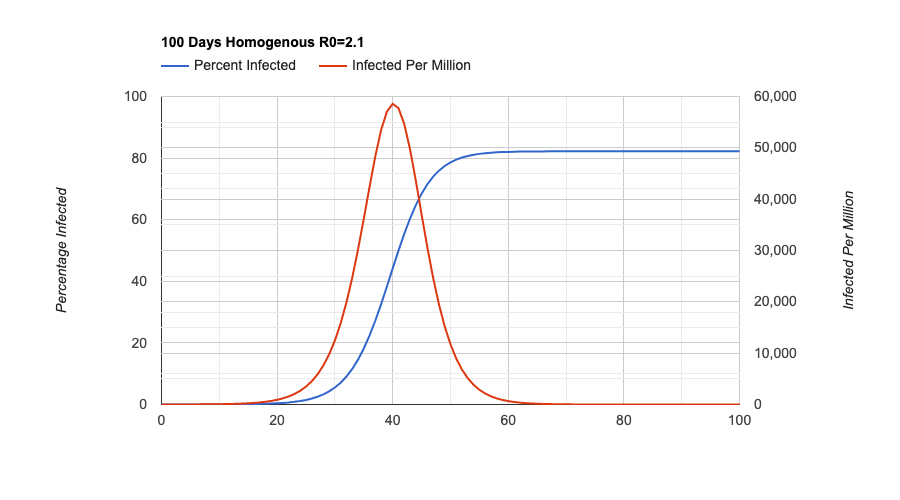 100 Days Homogenous R0=2.1
Percent Infected Infected Per Million
100 60,000
50,000
80
40,000
60
30,000
40
20,000
20
10,000
0 0
0 20 40 60 80 100
Percentage Infected
Infected Per Million